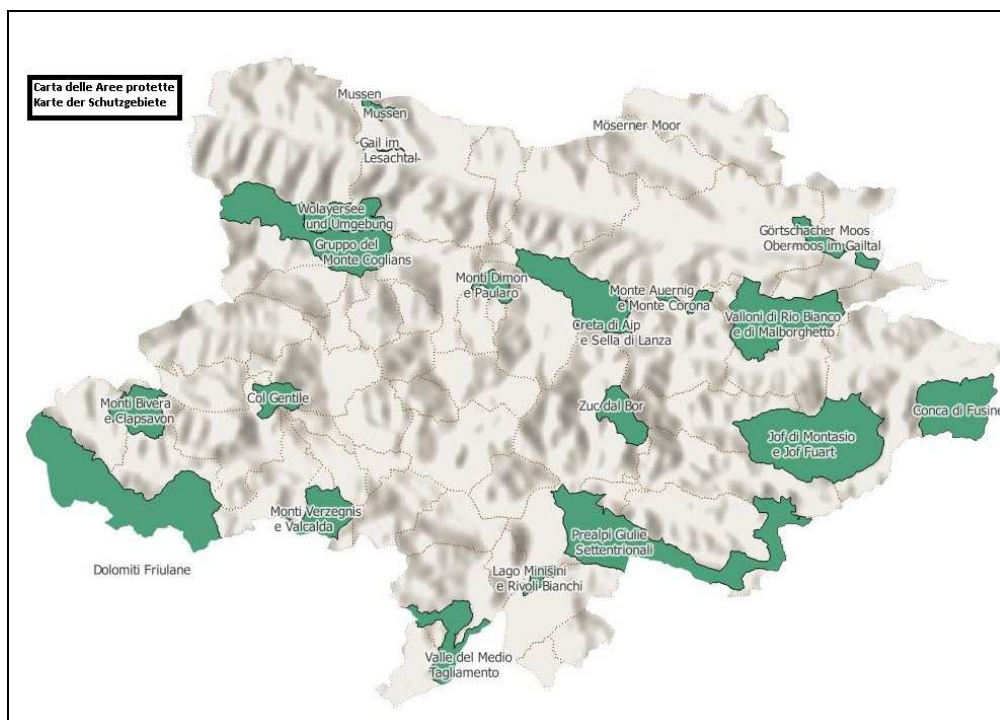 Carta delle Aree protette
Karte der Schutzgebiete
Mussen
Mussen
Gail im
Lesachtal
Möserner Moor
Wolayersee
und Umgebung
Gruppo del
Monte Coglians
Görtschacher Moos
Obermoos im Gailtal
Monti Dimon
e Paularo
Monte Auernig
e Monte Corona
Creta di Aip
e Sella di Lanza
Valloni di Rio Bianco
e di Malborghetto
Monti Bivera
e Clapsavon
Col Gentile
Zuc dal Bor
Conca di Fusine
Jof di Montasio
e Jof Fuart
Monti Verzegnis
e Valcalda
Prealpi Giulie
Settentrionali
Dolomiti Friulane
Lago Minisini
e Rivoli Bianchi
Valle del Medio
Tagliamento